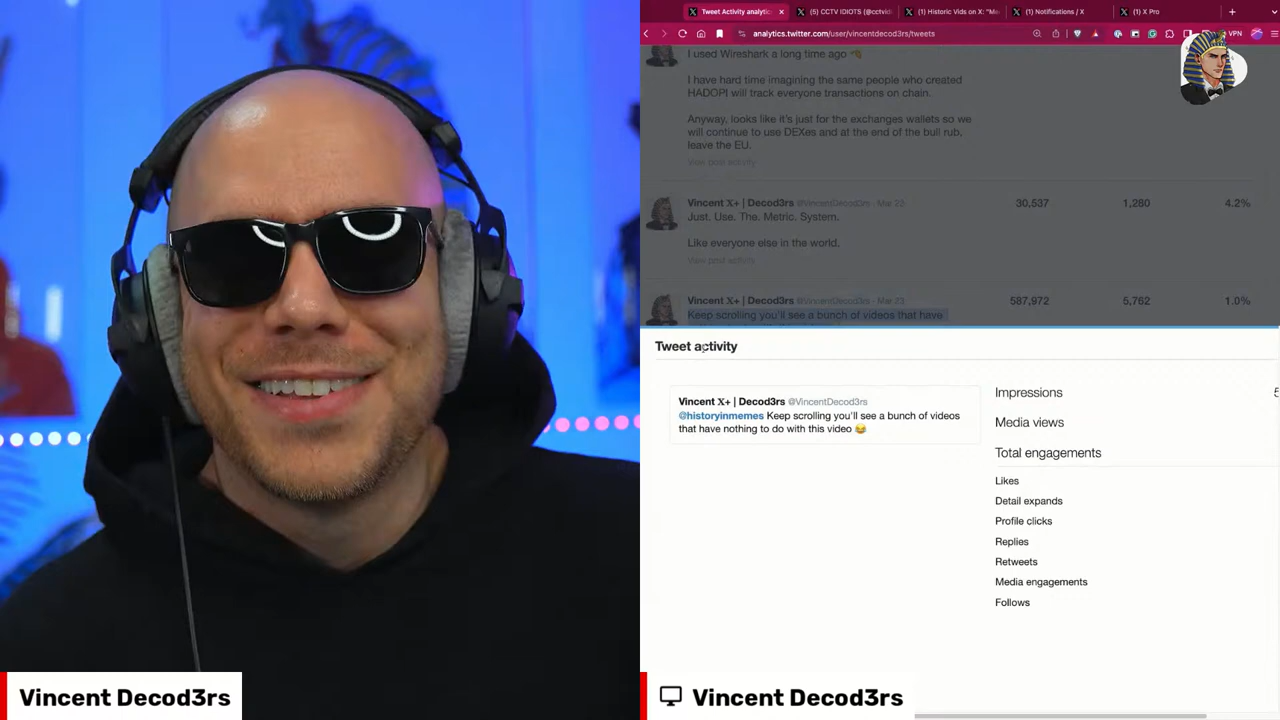 Tweet Activity analytic
(5) CCTV IDIOTS (@cctvid
(1) Historic Vids on X: "Me
(1) Notifications / X
X Pro
analytics.twitter.com/user/vincentdecod3rs/tweets
VPN
I used Wireshark a long time ago
I have hard time imagining the same people who created
HADOPI will track everyone transactions on chain.
Anyway, looks like it's just for the exchanges wallets so we
will continue to use DEXes and at the end of the bull rub,
leave the EU.
View post activity
Vincent 𝕏+ | Decod3rs @VincentDecod3rs · Mar 22 30,537 1,280 4.2%
Just. Use. The. Metric. System.
Like everyone else in the world.
View post activity
Vincent 𝕏+ | Decod3rs @VincentDecod3rs · Mar 23 587,972 5,762 1.0%
Keep scrolling you'll see a bunch of videos that have
Tweet activity
Vincent 𝕏+ | Decod3rs @VincentDecod3rs
@historyinmemes Keep scrolling you'll see a bunch of videos
that have nothing to do with this video 😂
Impressions 5
Media views
Total engagements
Likes
Detail expands
Profile clicks
Replies
Retweets
Media engagements
Follows
Vincent Decod3rs
Vincent Decod3rs